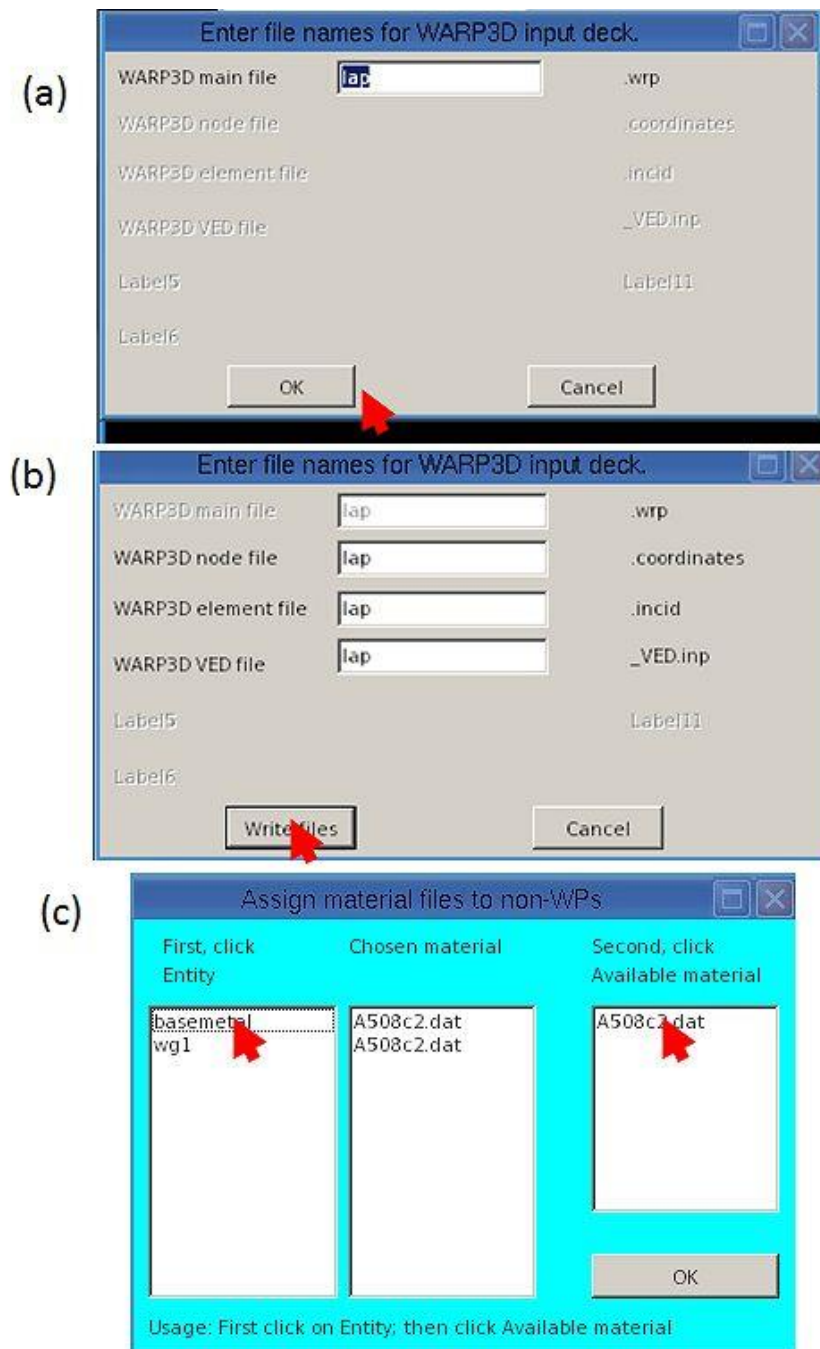 (a)
Enter file names for WARP3D input deck.
WARP3D main file lap .wrp
WARP3D node file .coordinates
WARP3D element file .incid
WARP3D VED file _VED.inp
Label5 Label11
Label6
OK Cancel
(b)
Enter file names for WARP3D input deck.
WARP3D main file lap .wrp
WARP3D node file lap .coordinates
WARP3D element file lap .incid
WARP3D VED file lap _VED.inp
Label5 Label11
Label6
Write files Cancel
(c)
Assign material files to non-WPs
First, click Chosen material Second, click
Entity Available material
basemetal A508c2.dat A508c2.dat
wg1 A508c2.dat
OK
Usage: First click on Entity; then click Available material